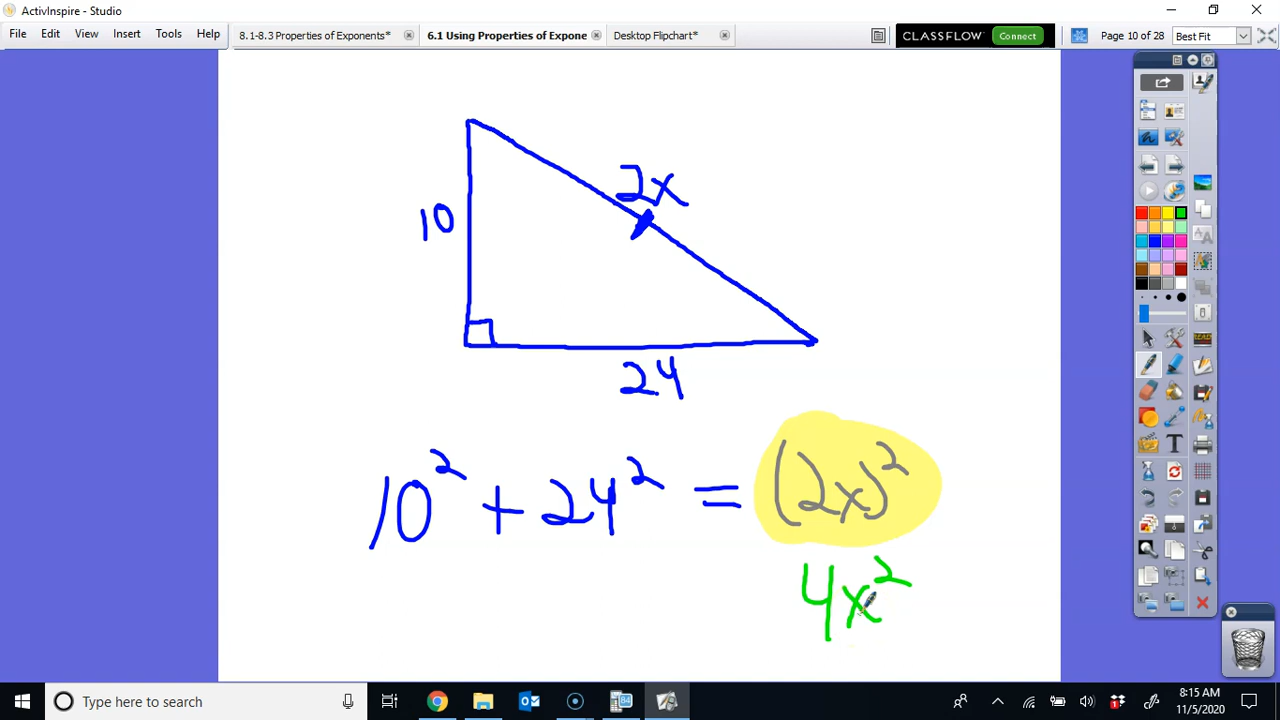 ActivInspire - Studio
File Edit View Insert Tools Help
8.1-8.3 Properties of Exponents* 6.1 Using Properties of Expone Desktop Flipchart*
CLASSFLOW Connect
Page 10 of 28 Best Fit
2x
10
24
10² + 24² = (2x)²
4x²
Type here to search
8:15 AM
11/5/2020